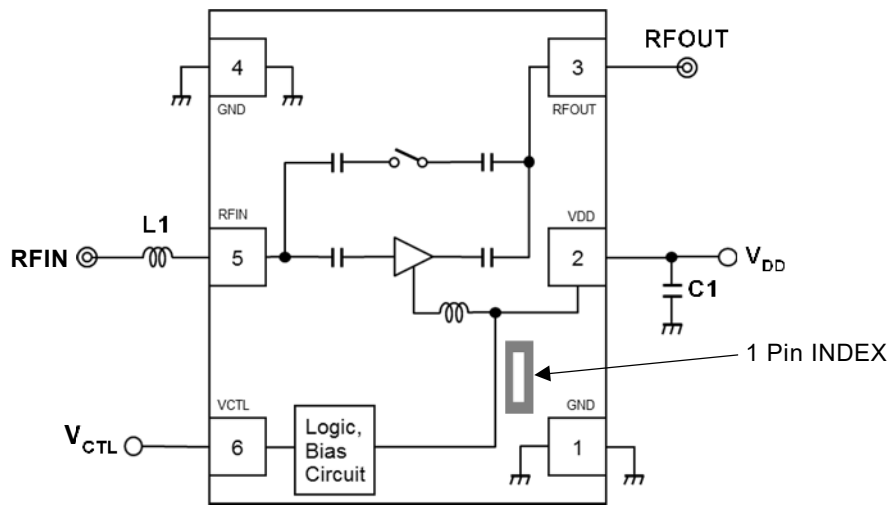 RFOUT
4
3
GND
RFOUT
L1
RFIN
VDD
RFIN
5
2
V_DD
C1
1 Pin INDEX
VCTL
GND
V_CTL
6
Logic,
Bias
Circuit
1